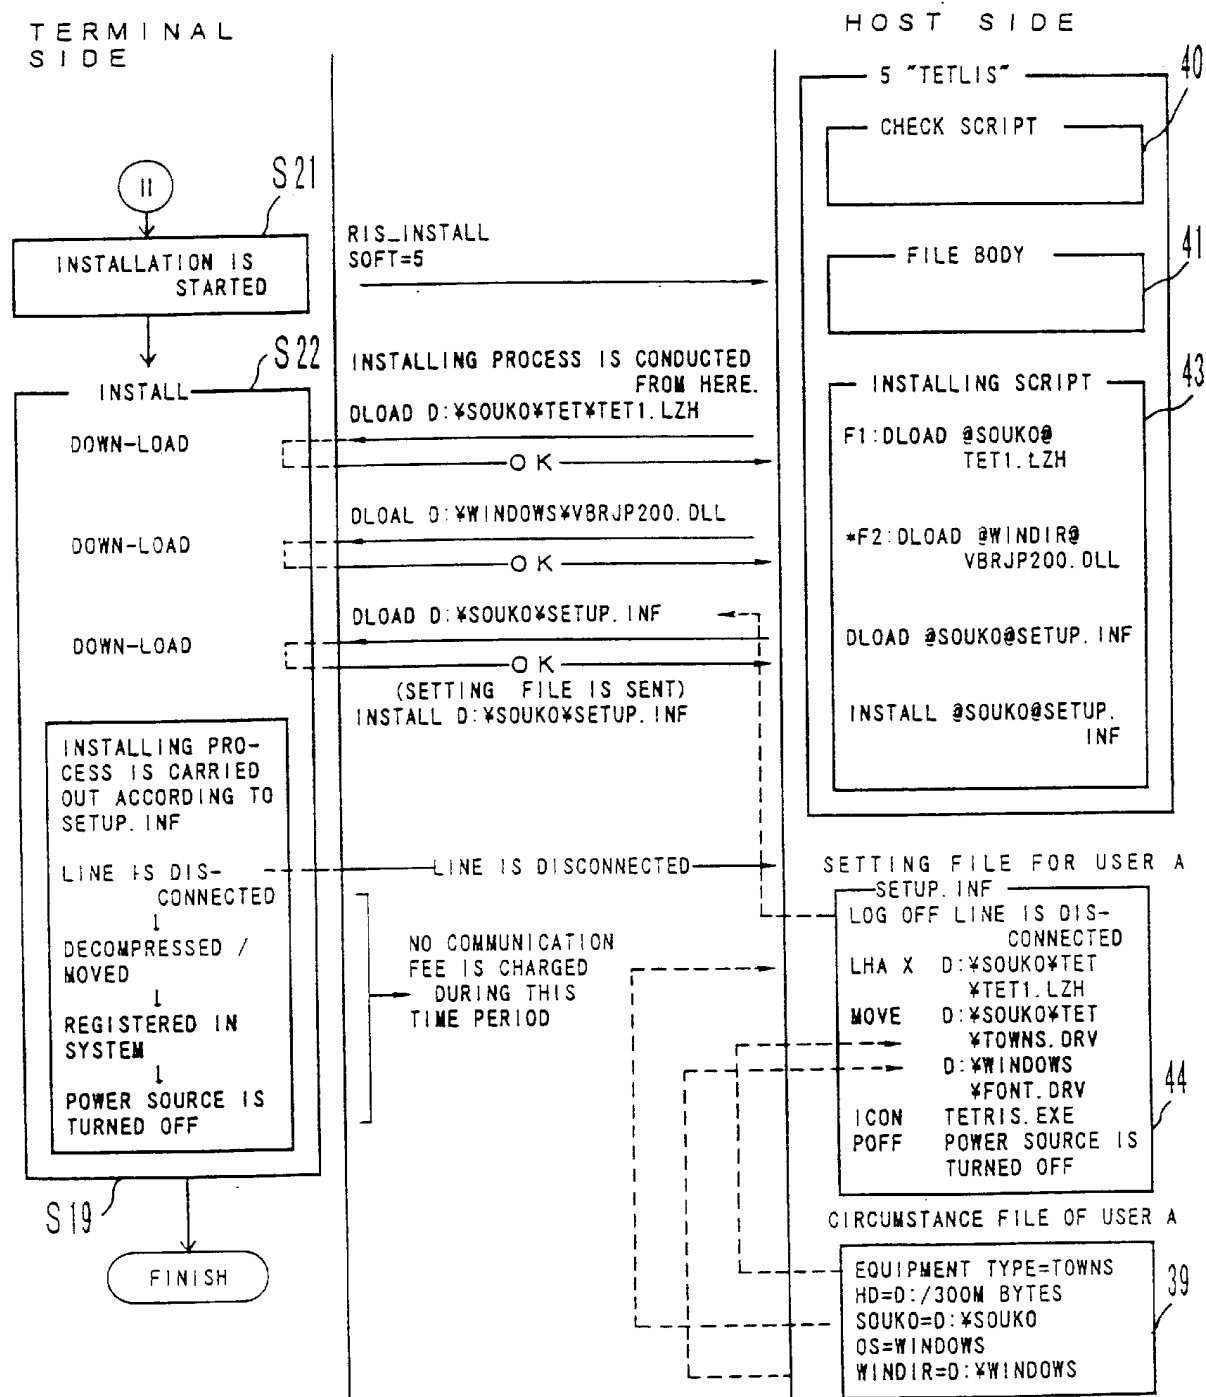 TERMINAL
SIDE
HOST SIDE
II
S21
INSTALLATION IS
STARTED
S22
INSTALL
DOWN-LOAD
DOWN-LOAD
DOWN-LOAD
INSTALLING PRO-
CESS IS CARRIED
OUT ACCORDING TO
SETUP.INF
LINE IS DIS-
CONNECTED
DECOMPRESSED /
MOVED
REGISTERED IN
SYSTEM
POWER SOURCE IS
TURNED OFF
S19
FINISH
RIS_INSTALL
SOFT=5
INSTALLING PROCESS IS CONDUCTED
FROM HERE.
DLOAD D:¥SOUKO¥TET¥TET1.LZH
OK
DLOAL D:¥WINDOWS¥VBRJP200.DLL
OK
DLOAD D:¥SOUKO¥SETUP.INF
OK
(SETTING FILE IS SENT)
INSTALL D:¥SOUKO¥SETUP.INF
LINE IS DISCONNECTED
NO COMMUNICATION
FEE IS CHARGED
DURING THIS
TIME PERIOD
5 "TETLIS"
40
CHECK SCRIPT
41
FILE BODY
43
INSTALLING SCRIPT
F1:DLOAD @SOUKO@
TET1.LZH
*F2:DLOAD @WINDIR@
VBRJP200.DLL
DLOAD @SOUKO@SETUP.INF
INSTALL @SOUKO@SETUP.
INF
SETTING FILE FOR USER A
SETUP.INF
LOG OFF LINE IS DIS-
CONNECTED
LHA X D:¥SOUKO¥TET
¥TET1.LZH
MOVE D:¥SOUKO¥TET
¥TOWNS.DRV
D:¥WINDOWS
¥FONT.DRV
ICON TETRIS.EXE
POFF POWER SOURCE IS
TURNED OFF
44
CIRCUMSTANCE FILE OF USER A
EQUIPMENT TYPE=TOWNS
HD=D:/300M BYTES
SOUKO=D:¥SOUKO
OS=WINDOWS
WINDIR=D:¥WINDOWS
39